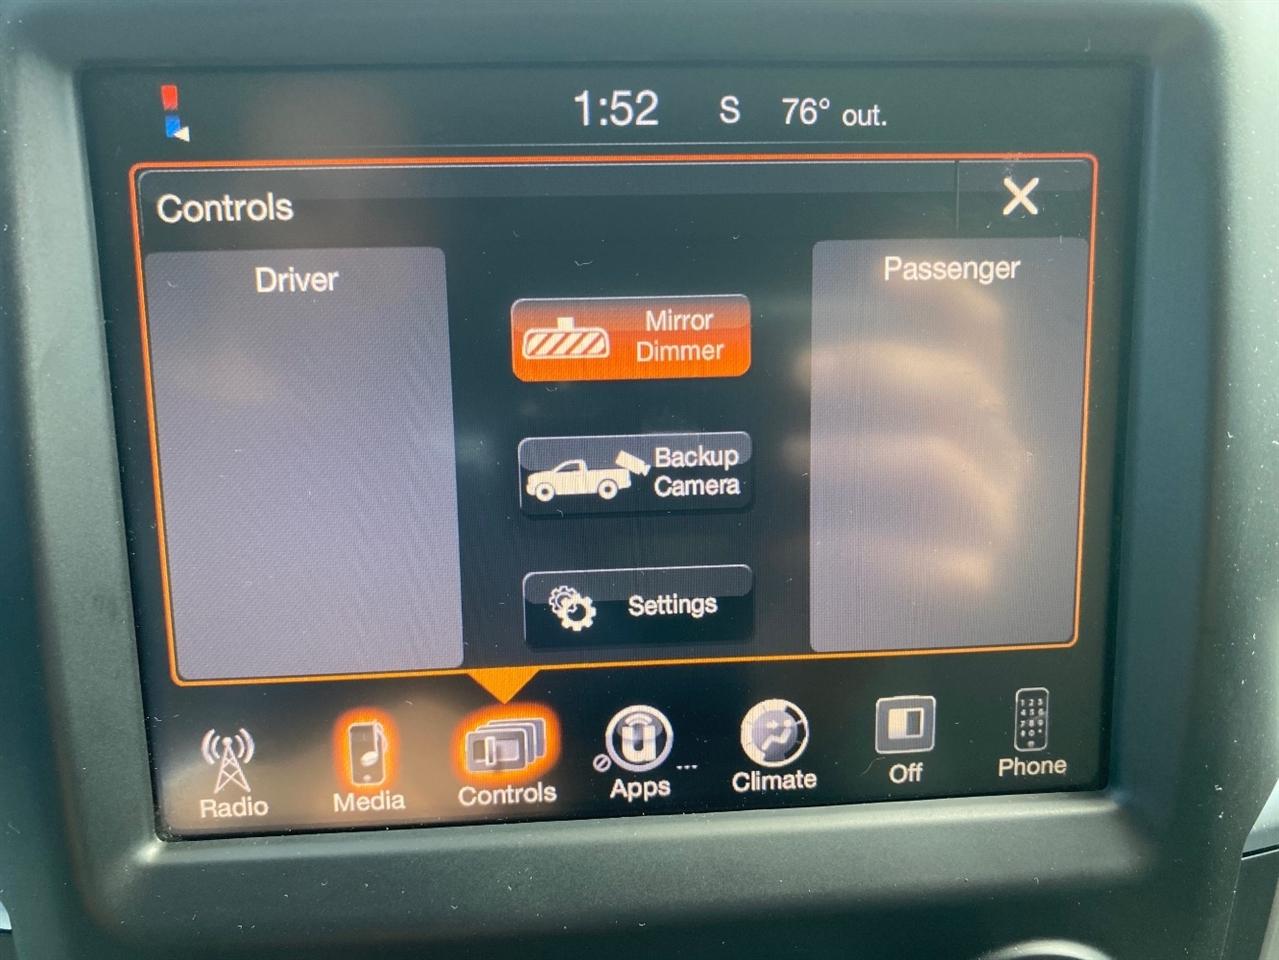 1:52 S 76° out.
Controls
Driver
Passenger
Mirror
Dimmer
Backup
Camera
Settings
Radio
Media
Controls
Apps
...
Climate
Off
Phone